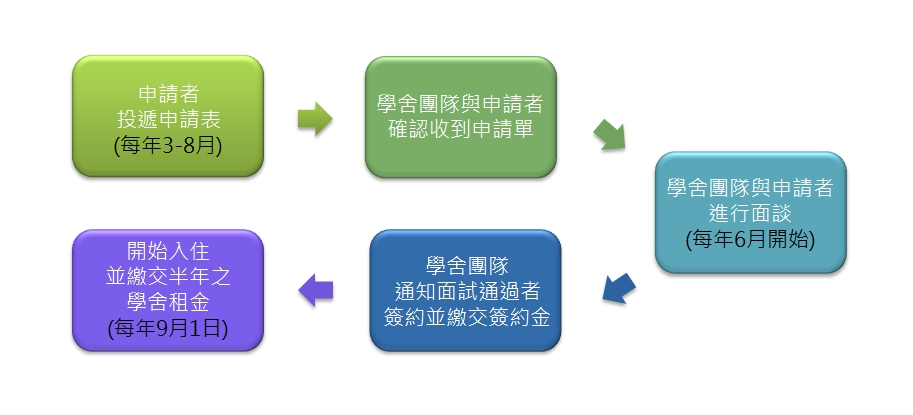 申請者
投遞申請表
(每年3-8月)
學舍團隊與申請者
確認收到申請單
學舍團隊與申請者
進行面談
(每年6月開始)
學舍團隊
通知面試通過者
簽約並繳交簽約金
開始入住
並繳交半年之
學舍租金
(每年9月1日)